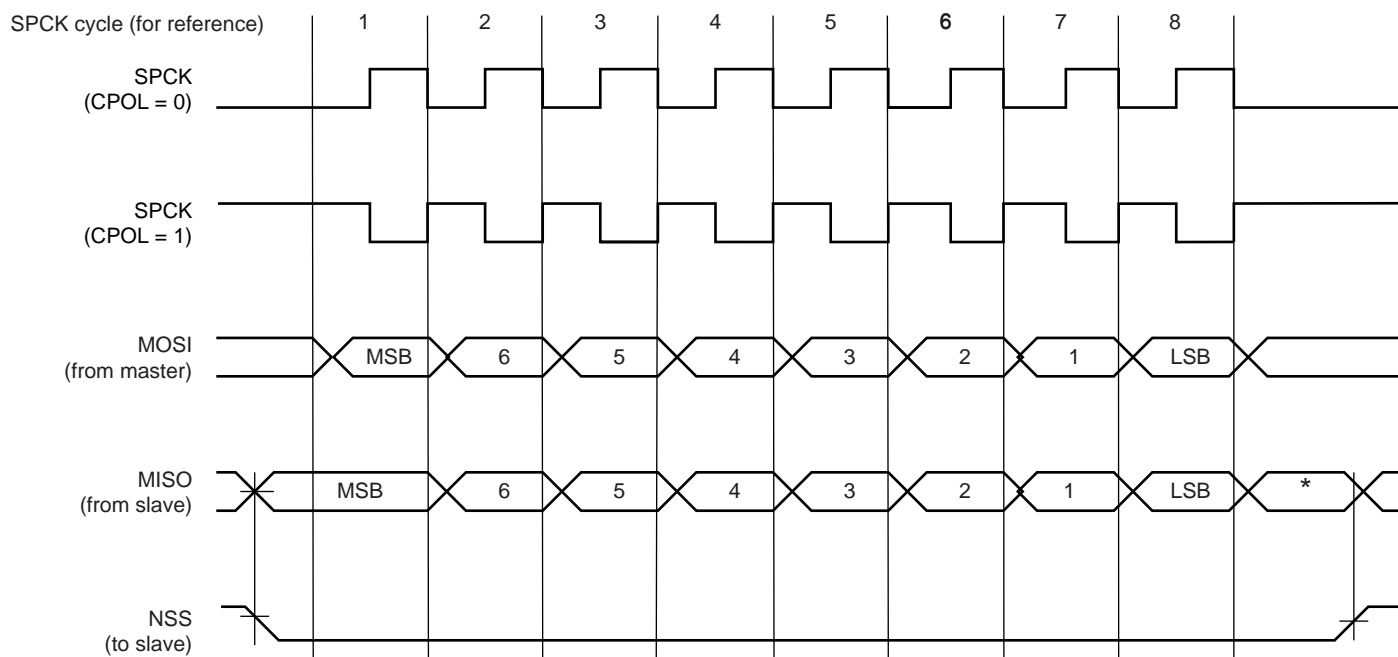 SPCK cycle (for reference) 1 2 3 4 5 6 7 8
SPCK
(CPOL = 0)
SPCK
(CPOL = 1)
MOSI
(from master)
MSB 6 5 4 3 2 1 LSB
MISO
(from slave)
MSB 6 5 4 3 2 1 LSB *
NSS
(to slave)